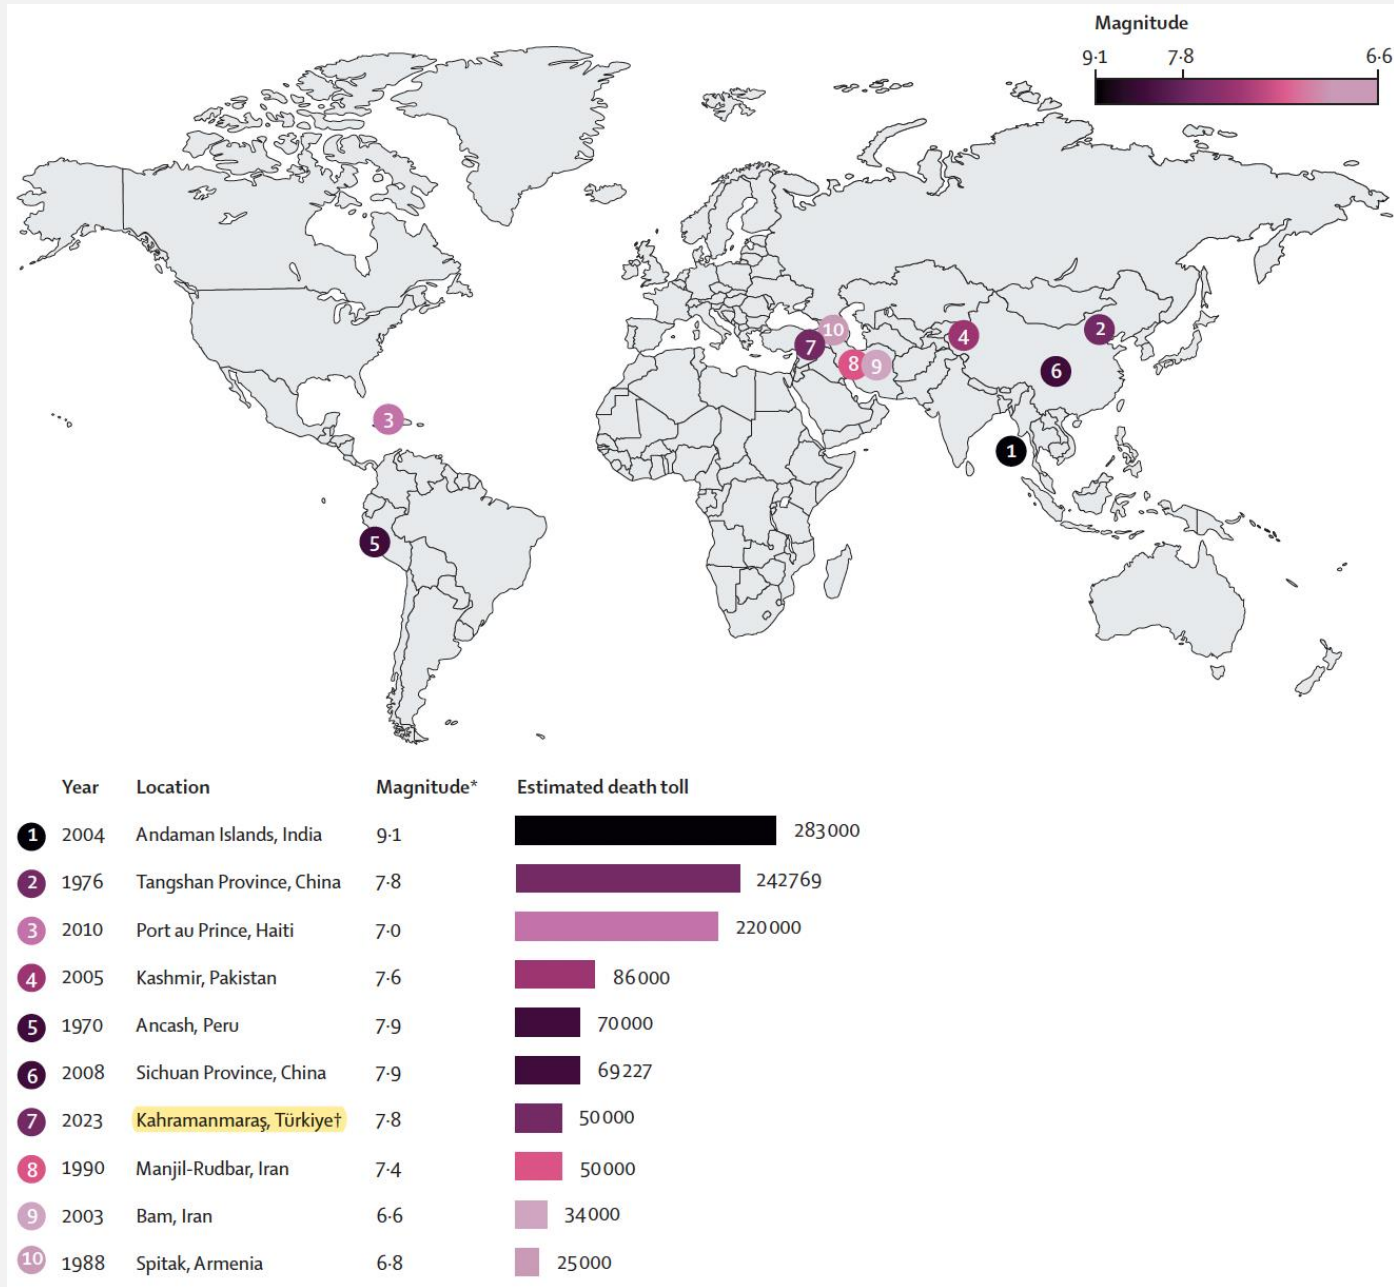 Magnitude
9·1 7·8 6·6
10
7
8
9
4
2
6
3
1
5
Year Location Magnitude* Estimated death toll
1 2004 Andaman Islands, India 9·1 283 000
2 1976 Tangshan Province, China 7·8 242 769
3 2010 Port au Prince, Haiti 7·0 220 000
4 2005 Kashmir, Pakistan 7·6 86 000
5 1970 Ancash, Peru 7·9 70 000
6 2008 Sichuan Province, China 7·9 69 227
7 2023 Kahramanmaraş, Türkiye† 7·8 50 000
8 1990 Manjil-Rudbar, Iran 7·4 50 000
9 2003 Bam, Iran 6·6 34 000
10 1988 Spitak, Armenia 6·8 25 000